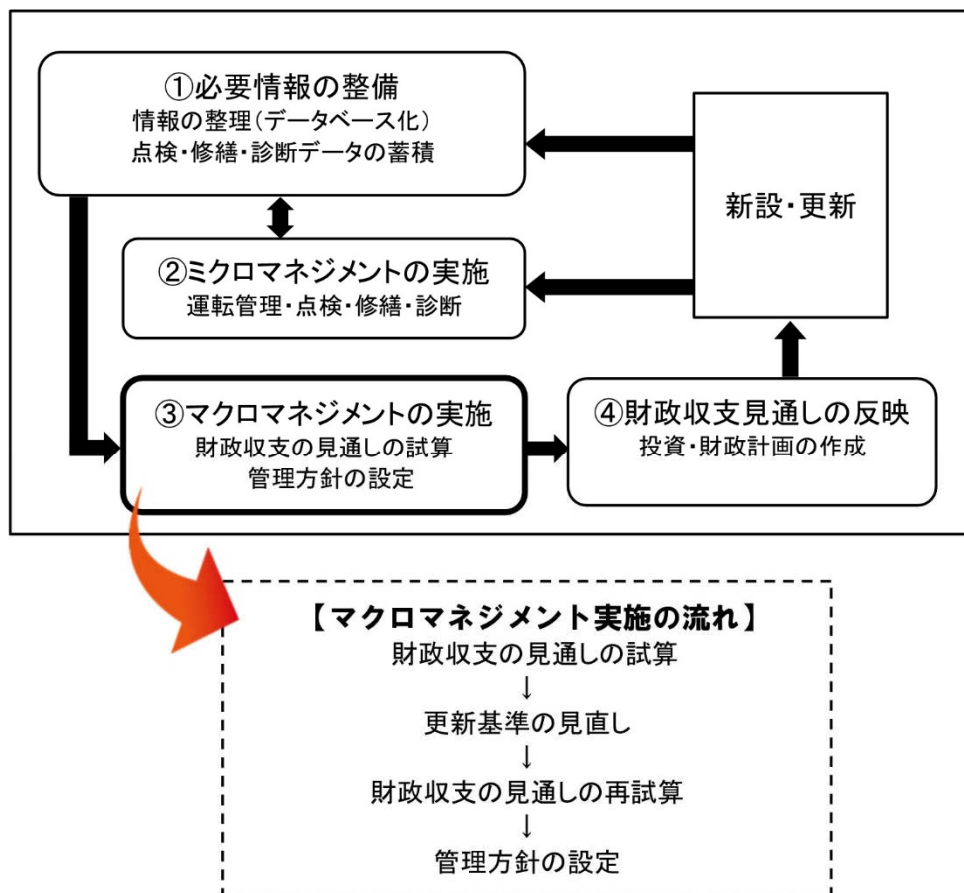 ①必要情報の整備
情報の整理(データベース化)
点検・修繕・診断データの蓄積
新設・更新
②ミクロマネジメントの実施
運転管理・点検・修繕・診断
③マクロマネジメントの実施
財政収支の見通しの試算
管理方針の設定
④財政収支見通しの反映
投資・財政計画の作成
【マクロマネジメント実施の流れ】
財政収支の見通しの試算
↓
更新基準の見直し
↓
財政収支の見通しの再試算
↓
管理方針の設定